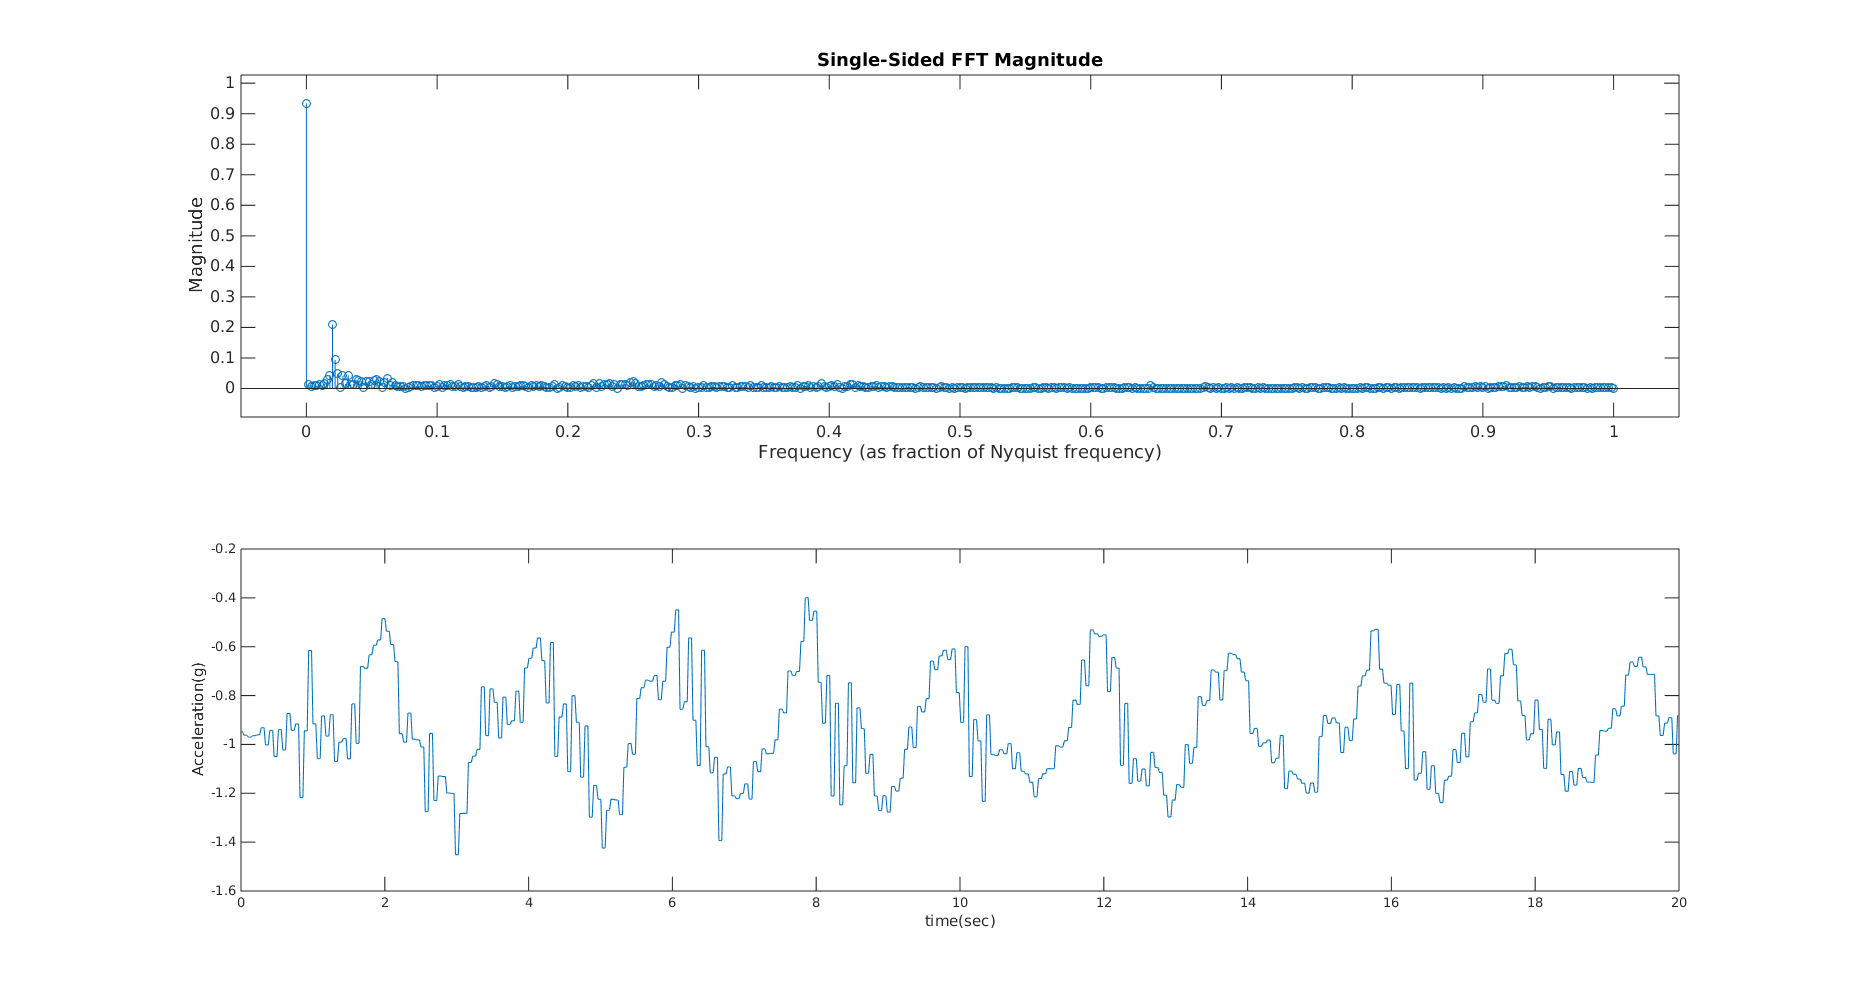 Single-Sided FFT Magnitude
1
0.9
0.8
0.7
0.6
0.5
0.4
0.3
0.2
0.1
0
Magnitude
0 0.1 0.2 0.3 0.4 0.5 0.6 0.7 0.8 0.9 1
Frequency (as fraction of Nyquist frequency)
-0.2
-0.4
-0.6
-0.8
-1
-1.2
-1.4
-1.6
Acceleration(g)
0 2 4 6 8 10 12 14 16 18 20
time(sec)